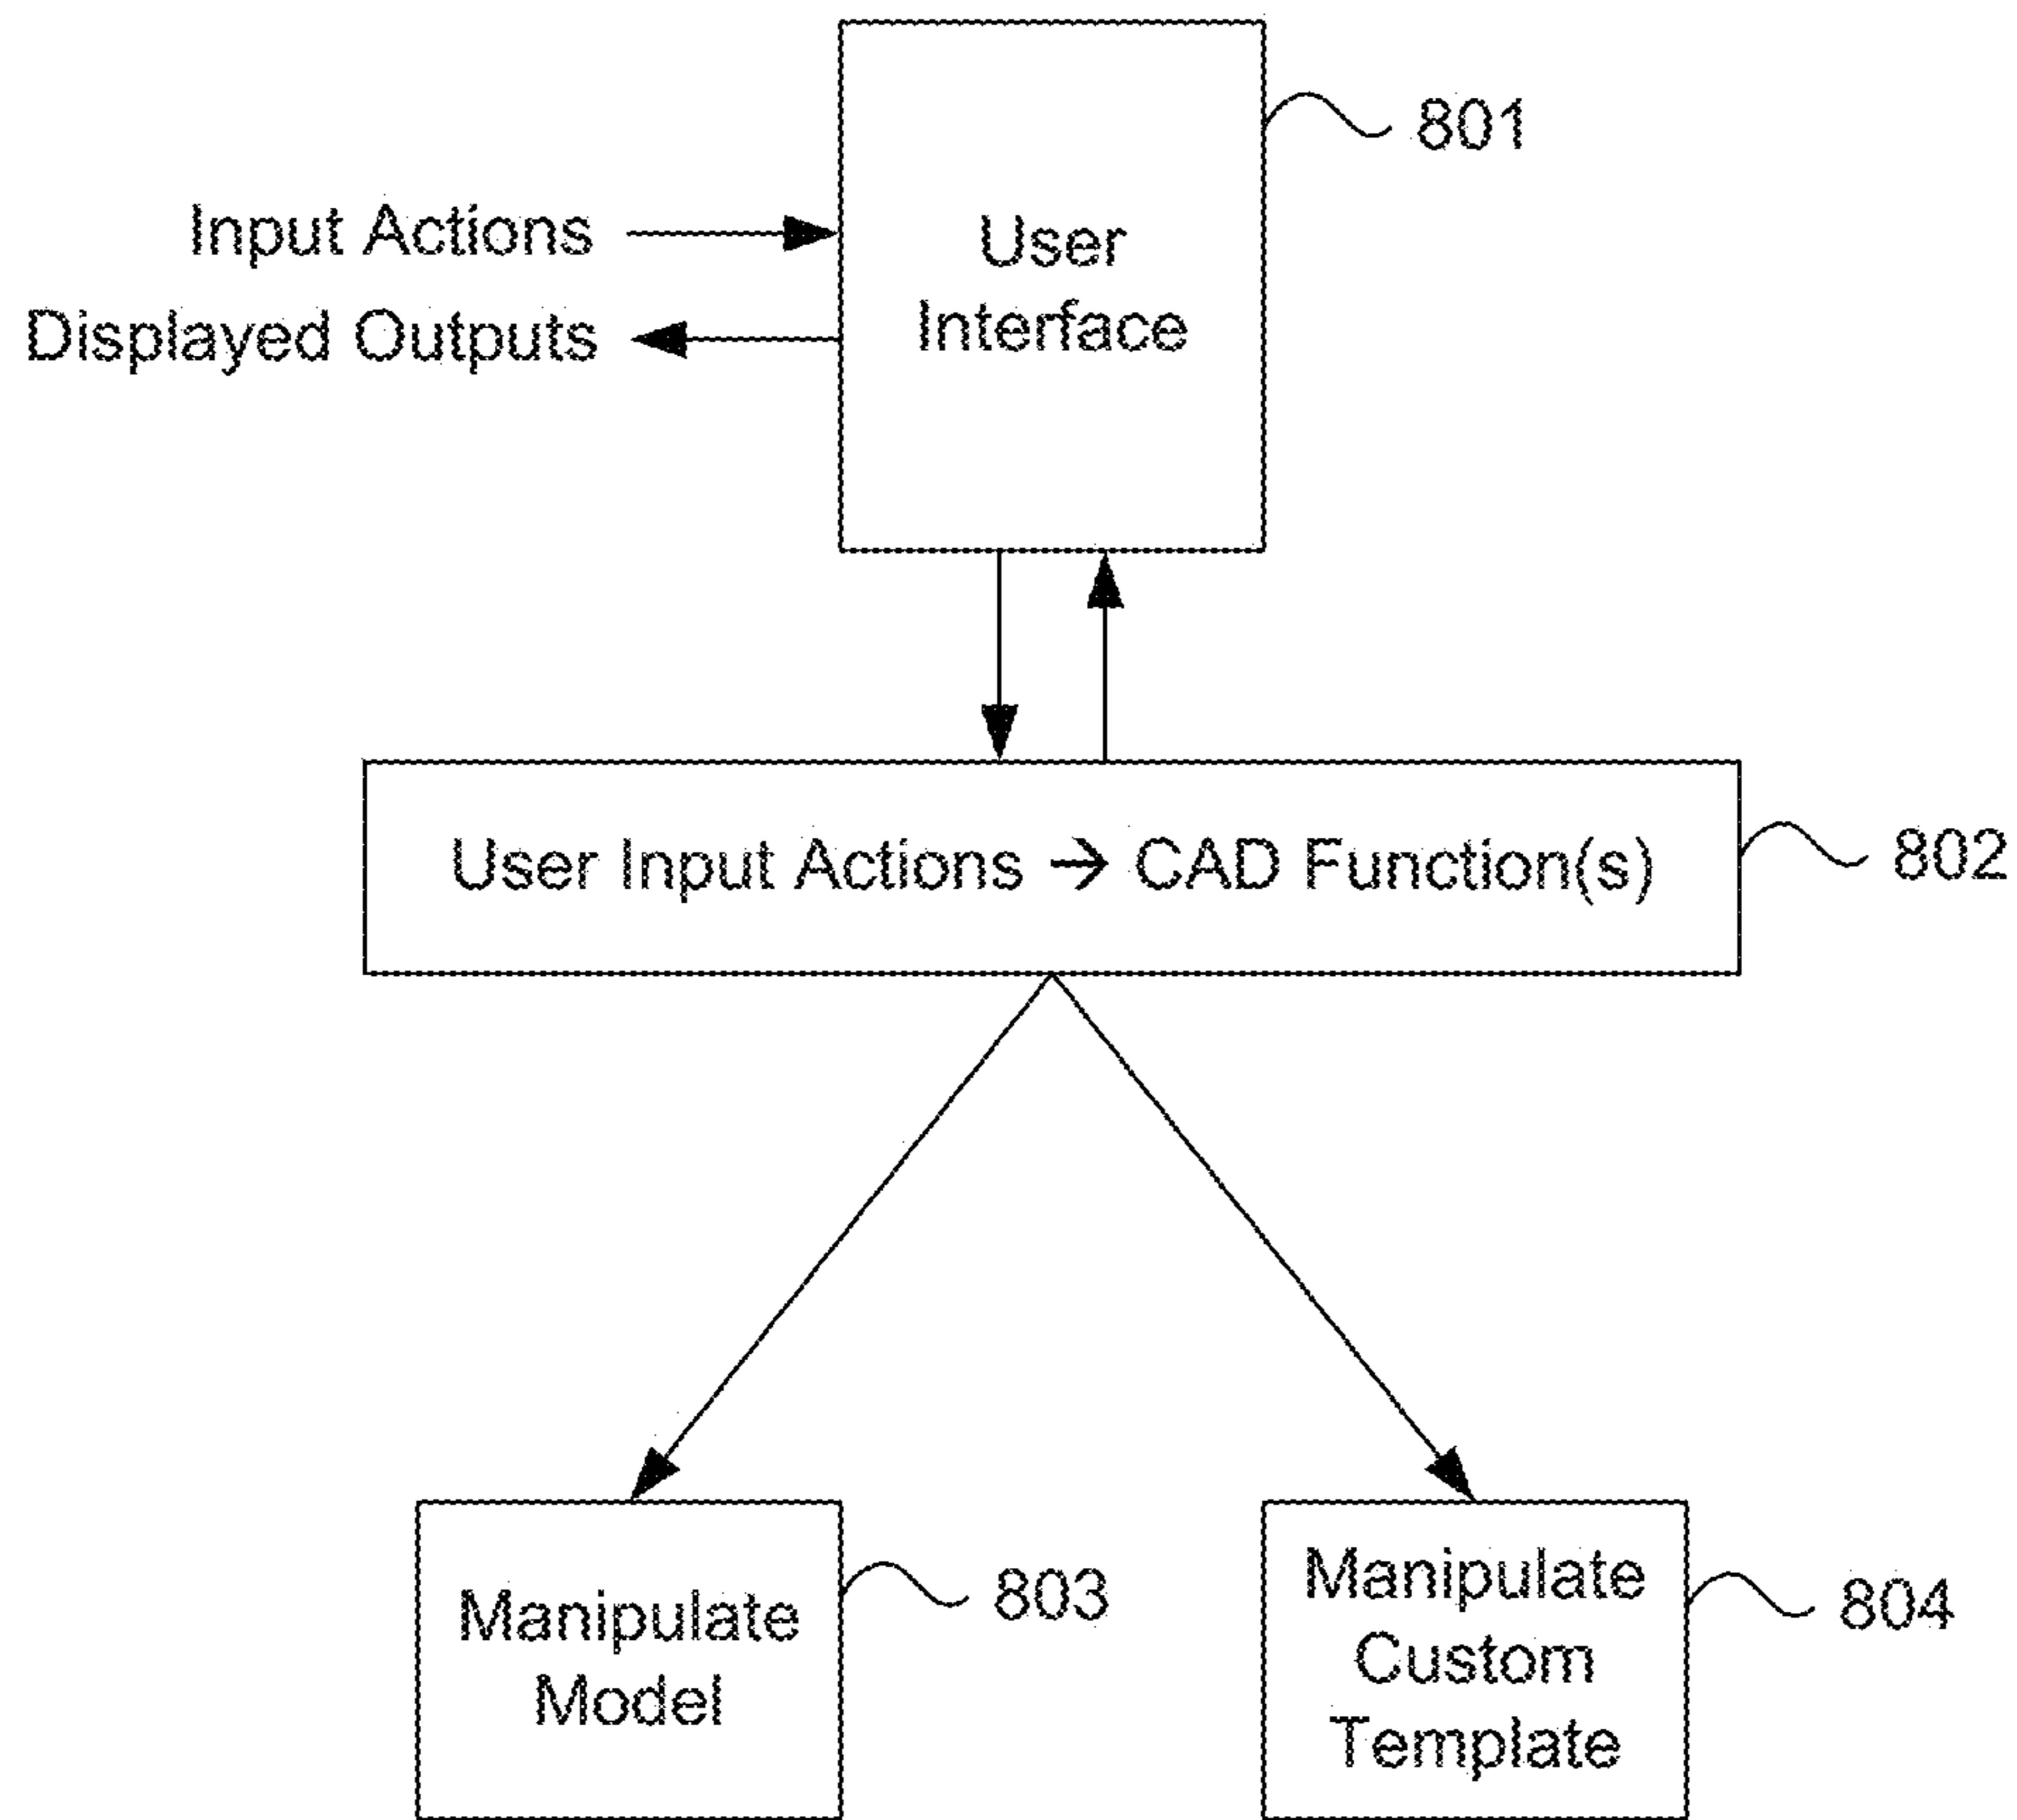 801
Input Actions
Displayed Outputs
User
Interface
User Input Actions → CAD Function(s)
802
Manipulate
Model
803
Manipulate
Custom
Template
804